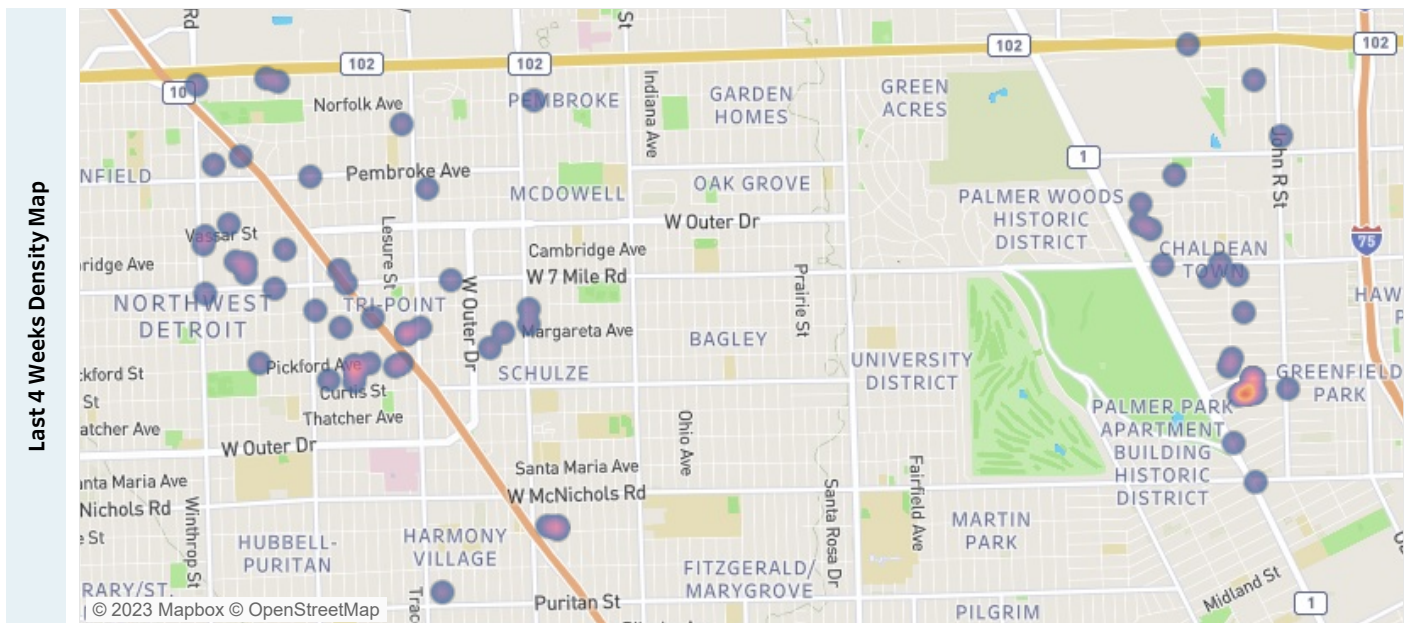 Last 4 Weeks Density Map
Rd
St
102
102
102
102
10
Norfolk Ave
PEMBROKE
Indiana Ave
GARDEN
HOMES
GREEN
ACRES
John R St
1
NFIELD
Pembroke Ave
MCDOWELL
OAK GROVE
PALMER WOODS
HISTORIC
DISTRICT
W Outer Dr
Vassar St
Lesure St
Cambridge Ave
W 7 Mile Rd
CHALDEAN
TOWN
75
ridge Ave
NORTHWEST
DETROIT
TRI-POINT
W Outer Dr
Prairie St
HAW
P
Margareta Ave
BAGLEY
UNIVERSITY
DISTRICT
Pickford Ave
SCHULZE
GREENFIELD
PARK
ckford St
Curtis St
St
Thatcher Ave
atcher Ave
Ohio Ave
PALMER PARK
APARTMENT
BUILDING
HISTORIC
DISTRICT
W Outer Dr
Santa Maria Ave
W McNichols Rd
anta Maria Ave
Nichols Rd
e St
Winthrop St
Santa Rosa Dr
Fairfield Ave
MARTIN
PARK
HUBBELL-
PURITAN
HARMONY
VILLAGE
FITZGERALD/
MARYGROVE
RARY/ST.
Trac
Puritan St
PILGRIM
Midland St
1
© 2023 Mapbox © OpenStreetMap